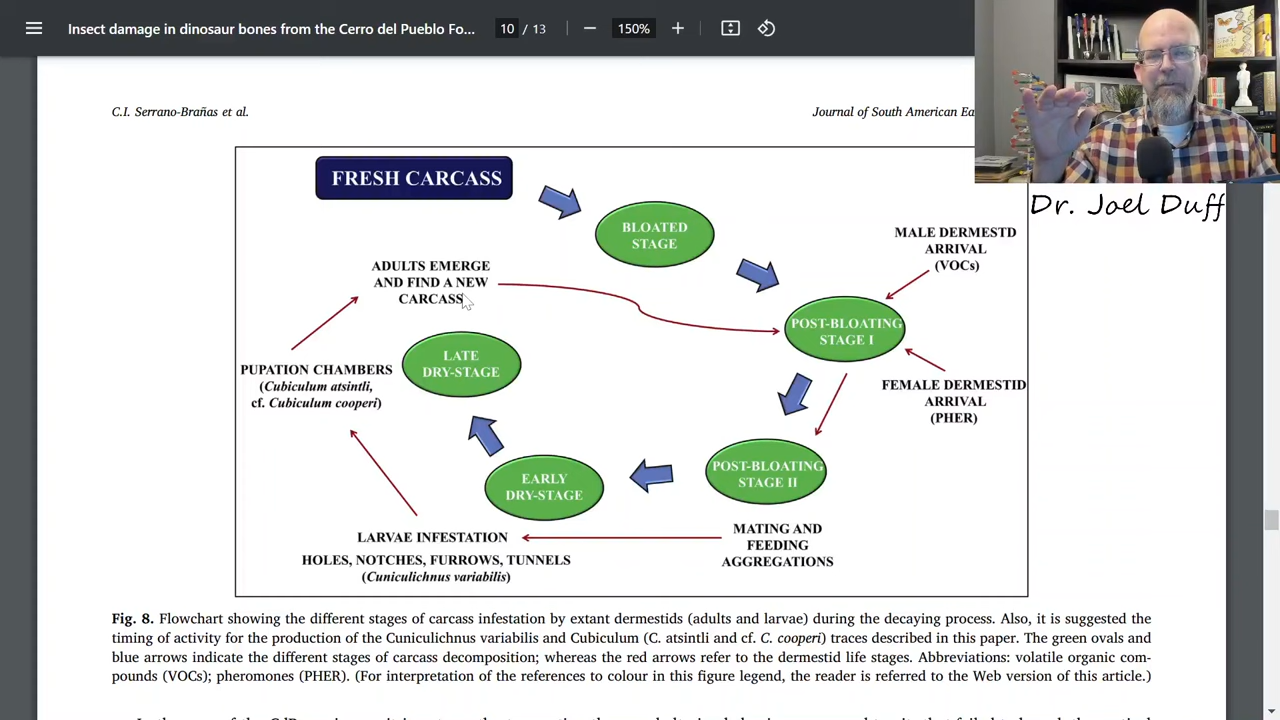 Insect damage in dinosaur bones from the Cerro del Pueblo Fo...
10 / 13
150%
C.I. Serrano-Brañas et al.
Journal of South American Ea
Dr. Joel Duff
FRESH CARCASS
BLOATED
STAGE
MALE DERMESTD
ARRIVAL
(VOCs)
ADULTS EMERGE
AND FIND A NEW
CARCASS
POST-BLOATING
STAGE I
LATE
DRY-STAGE
PUPATION CHAMBERS
(Cubiculum atsintli,
cf. Cubiculum cooperi)
FEMALE DERMESTID
ARRIVAL
(PHER)
POST-BLOATING
STAGE II
EARLY
DRY-STAGE
MATING AND
FEEDING
AGGREGATIONS
LARVAE INFESTATION
HOLES, NOTCHES, FURROWS, TUNNELS
(Cuniculichnus variabilis)
Fig. 8. Flowchart showing the different stages of carcass infestation by extant dermestids (adults and larvae) during the decaying process. Also, it is suggested the
timing of activity for the production of the Cuniculichnus variabilis and Cubiculum (C. atsintli and cf. C. cooperi) traces described in this paper. The green ovals and
blue arrows indicate the different stages of carcass decomposition; whereas the red arrows refer to the dermestid life stages. Abbreviations: volatile organic com-
pounds (VOCs); pheromones (PHER). (For interpretation of the references to colour in this figure legend, the reader is referred to the Web version of this article.)